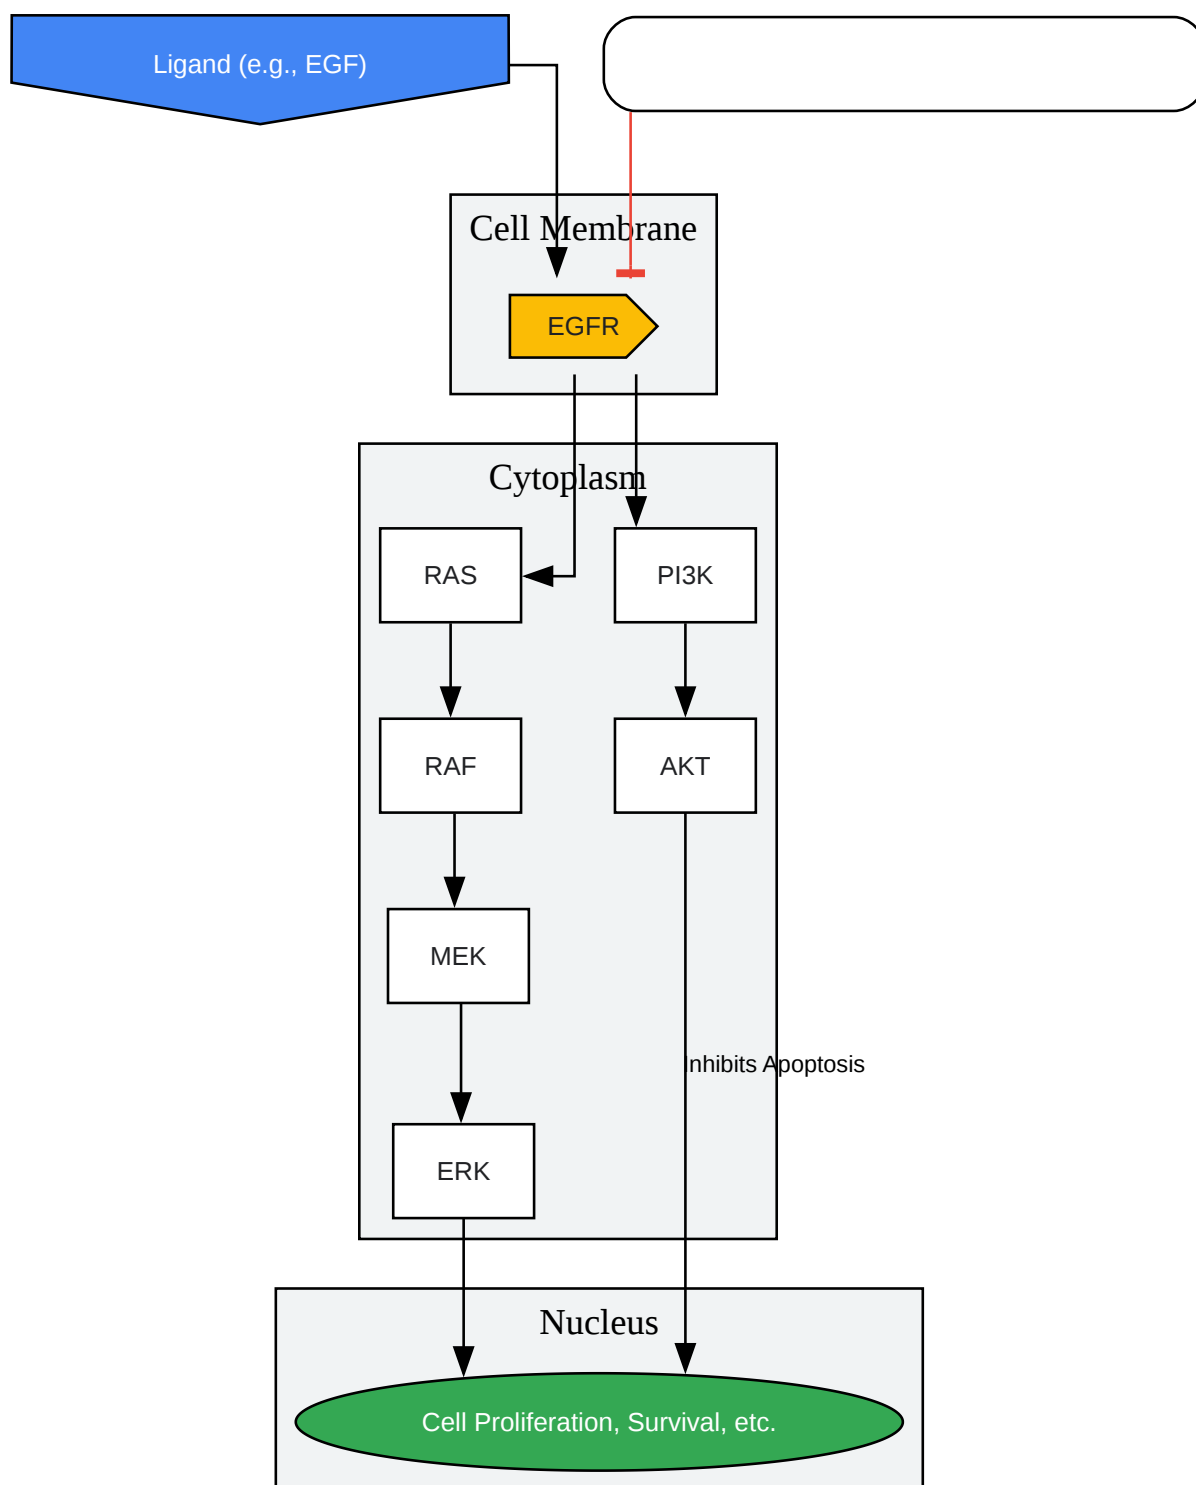 Ligand (e.g., EGF)
Cell Membrane
EGFR
Cytoplasm
RAS
PI3K
RAF
AKT
MEK
Inhibits Apoptosis
ERK
Nucleus
Cell Proliferation, Survival, etc.